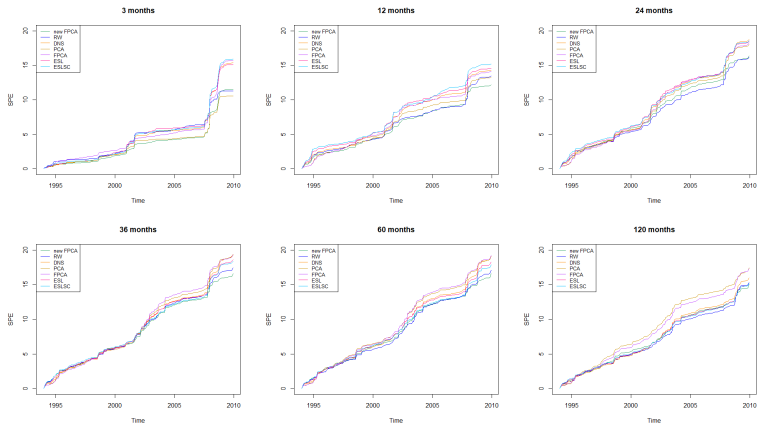 3 months
SPE
20
15
10
5
0
new FPCA
RW
DNS
PCA
FPCA
ESL
ESLSC
1995 2000 2005 2010
Time
12 months
SPE
20
15
10
5
0
new FPCA
RW
DNS
PCA
FPCA
ESL
ESLSC
1995 2000 2005 2010
Time
24 months
SPE
20
15
10
5
0
new FPCA
RW
DNS
PCA
FPCA
ESL
ESLSC
1995 2000 2005 2010
Time
36 months
SPE
20
15
10
5
0
new FPCA
RW
DNS
PCA
FPCA
ESL
ESLSC
1995 2000 2005 2010
Time
60 months
SPE
20
15
10
5
0
new FPCA
RW
DNS
PCA
FPCA
ESL
ESLSC
1995 2000 2005 2010
Time
120 months
SPE
20
15
10
5
0
new FPCA
RW
DNS
PCA
FPCA
ESL
ESLSC
1995 2000 2005 2010
Time